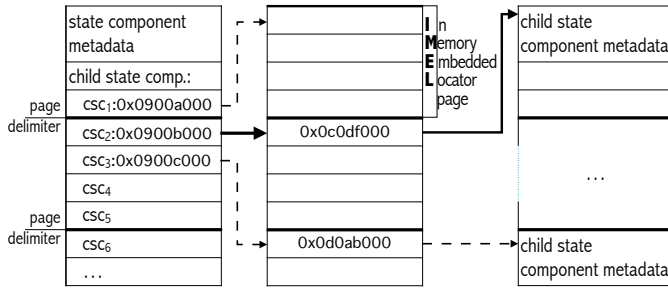 state component
metadata
child state comp.:
csc₁:0x0900a000
csc₂:0x0900b000
csc₃:0x0900c000
csc₄
csc₅
csc₆
...
page
delimiter
page
delimiter
In
Memory
Embedded
Locator
page
0x0c0df000
0x0d0ab000
child state
component metadata
...
child state
component metadata